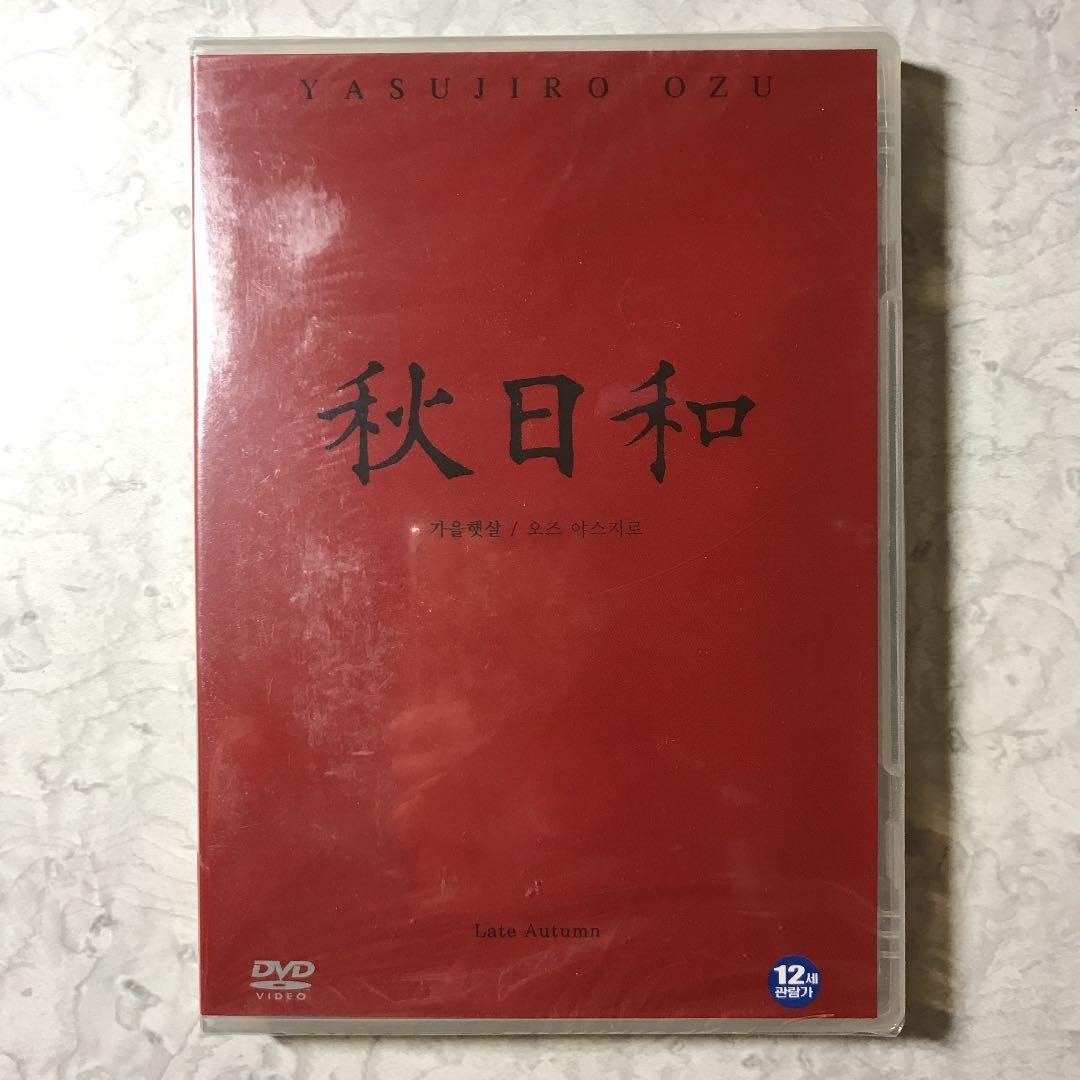 YASUJIRO OZU
秋日和
가을햇살 / 오즈 야스지로
Late Autumn
DVD
VIDEO
12세
관람가